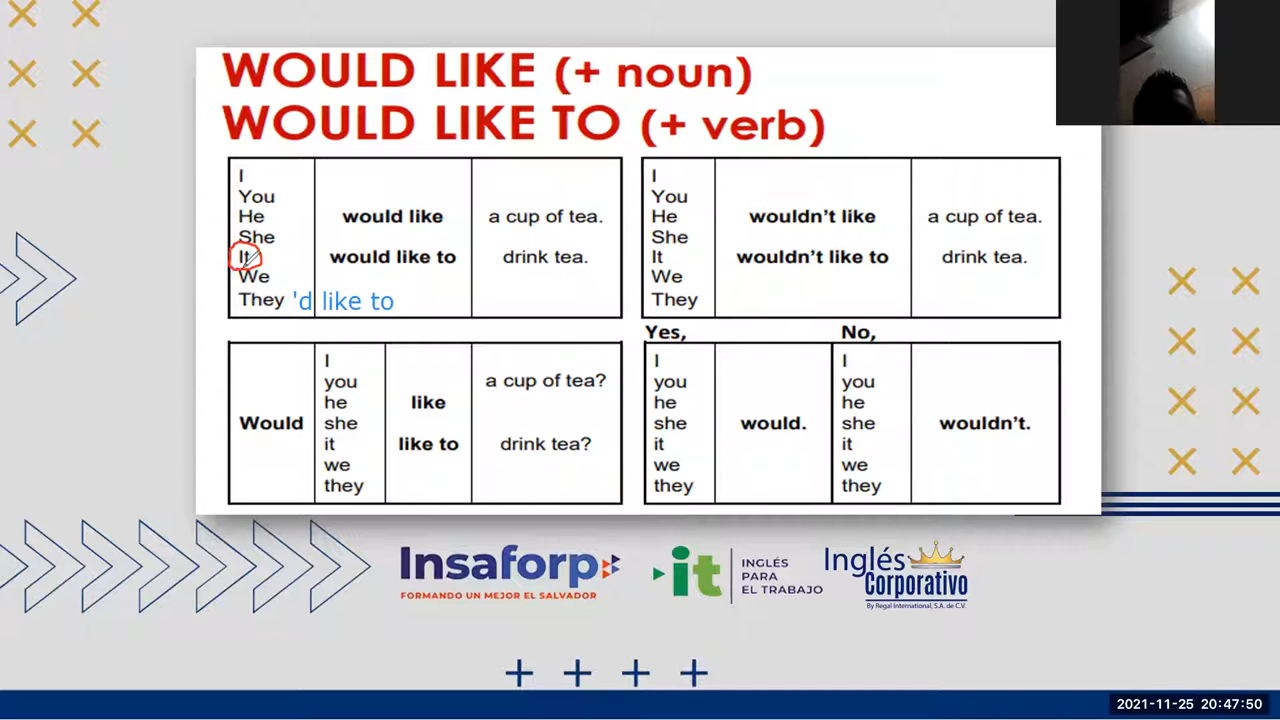 WOULD LIKE (+ noun)
WOULD LIKE TO (+ verb)
I
You
He
She
It
We
They 'd like to
would like
would like to
a cup of tea.
drink tea.
I
You
He
She
It
We
They
wouldn't like
wouldn't like to
a cup of tea.
drink tea.
Would
I
you
he
she
it
we
they
like
like to
a cup of tea?
drink tea?
Yes,
I
you
he
she
it
we
they
would.
No,
I
you
he
she
it
we
they
wouldn't.
Insaforp
FORMANDO UN MEJOR EL SALVADOR
it
INGLÉS
PARA
EL TRABAJO
Inglés
Corporativo
By Regal International, S.A. de C.V.
2021-11-25 20:47:50